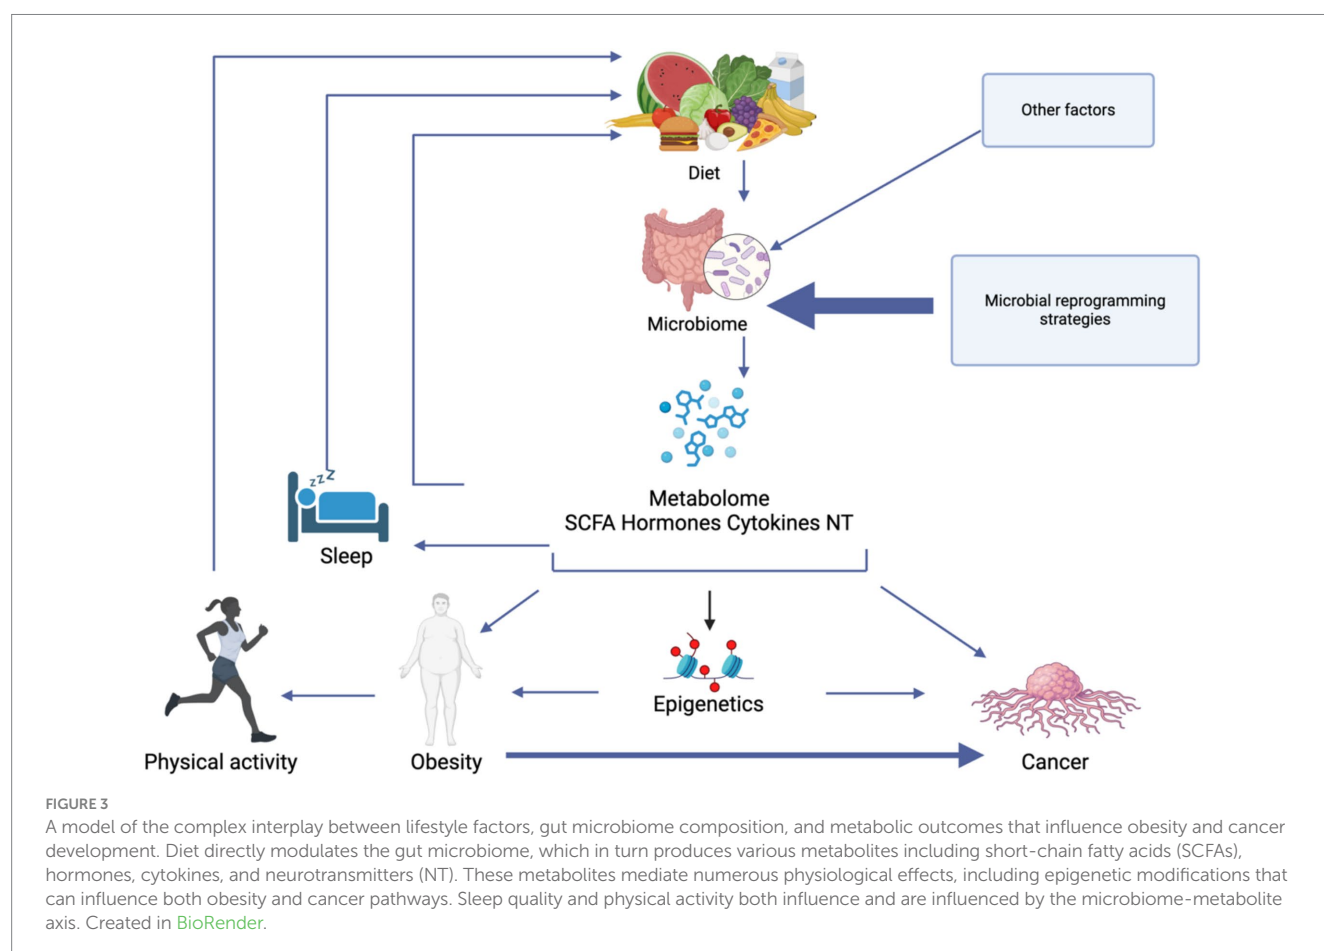 Other factors
Diet
Microbial reprogramming
strategies
Microbiome
zzZZ
Metabolome
SCFA Hormones Cytokines NT
Sleep
Epigenetics
Physical activity
Obesity
Cancer
FIGURE 3
A model of the complex interplay between lifestyle factors, gut microbiome composition, and metabolic outcomes that influence obesity and cancer
development. Diet directly modulates the gut microbiome, which in turn produces various metabolites including short-chain fatty acids (SCFAs),
hormones, cytokines, and neurotransmitters (NT). These metabolites mediate numerous physiological effects, including epigenetic modifications that
can influence both obesity and cancer pathways. Sleep quality and physical activity both influence and are influenced by the microbiome-metabolite
axis. Created in BioRender.